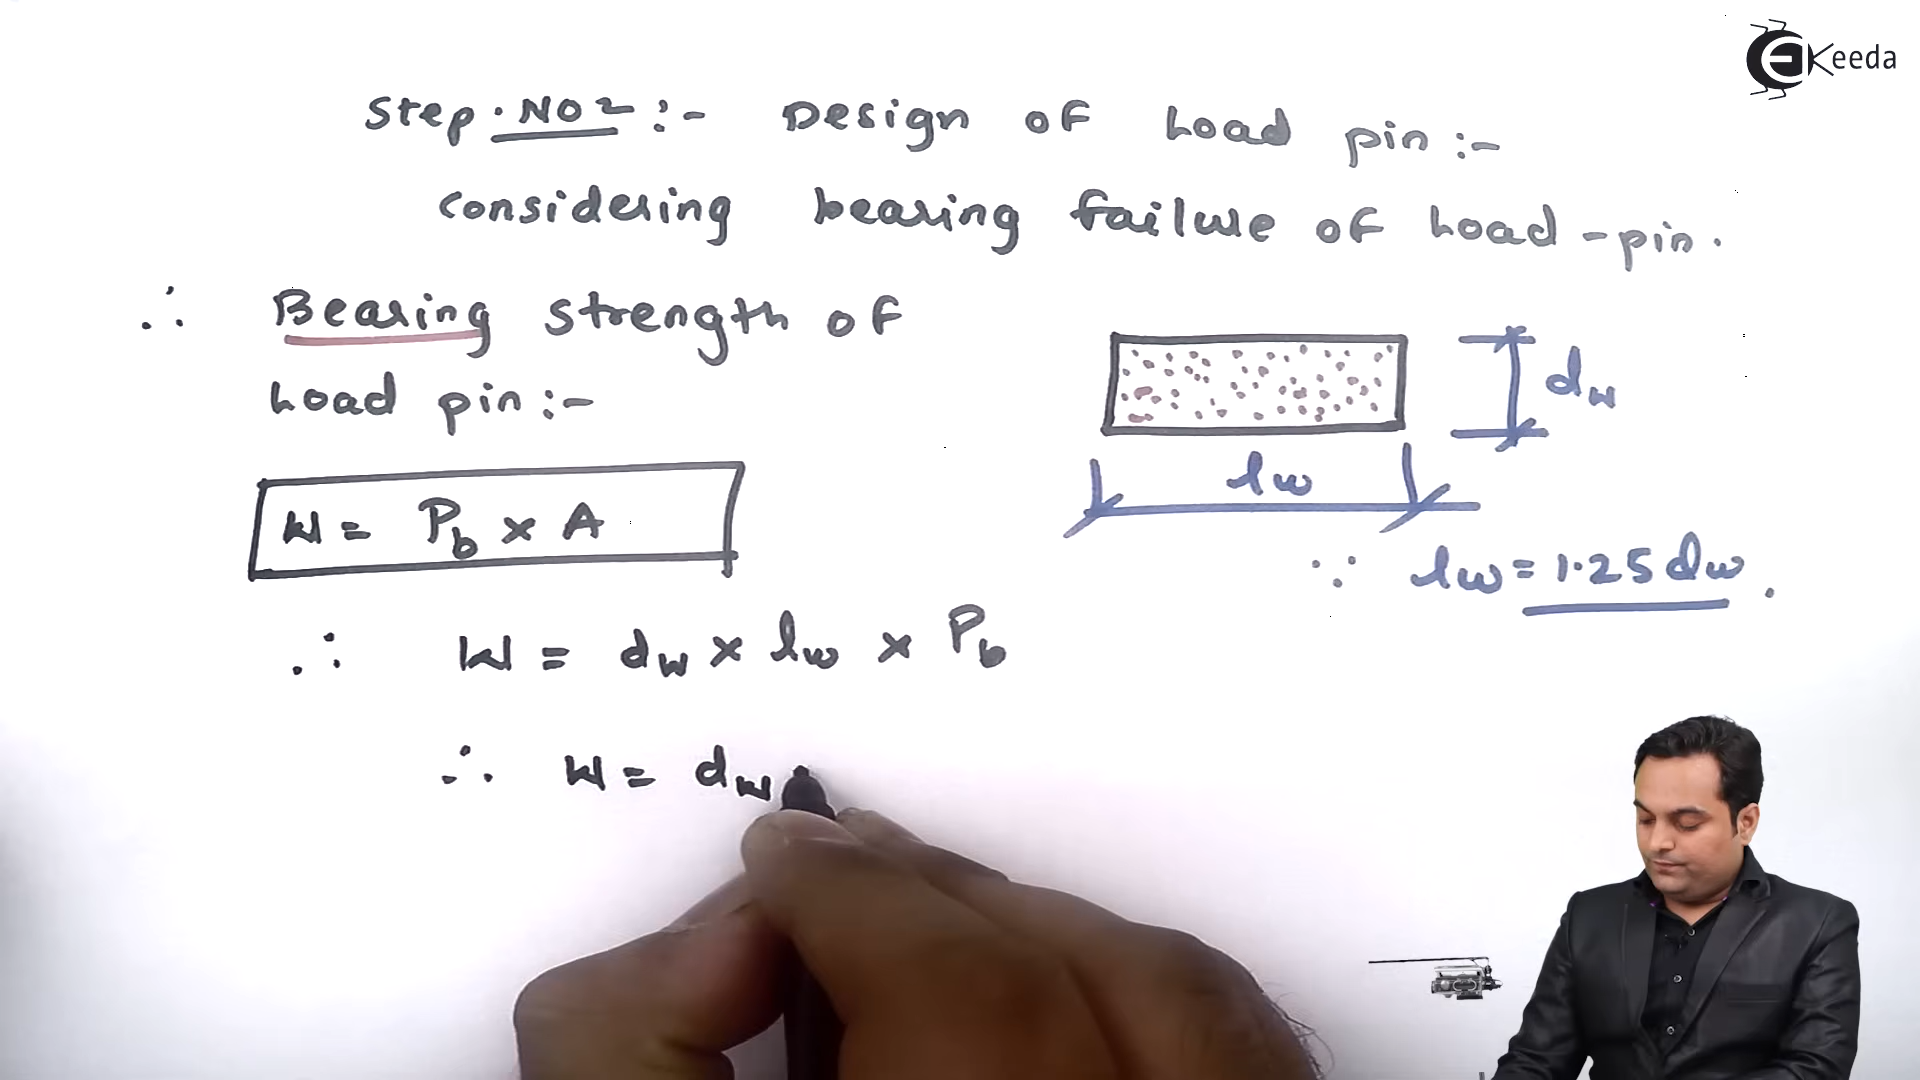 Keeda
Step. NO 2 :- Design of Load pin :-
considering bearing failure of Load - pin.
∴ Bearing strength of
Load pin :-
dw
lw
W = Pb × A
∵ lw = 1.25 dw.
∴ W = dw × lw × Pb
∴ W = dw